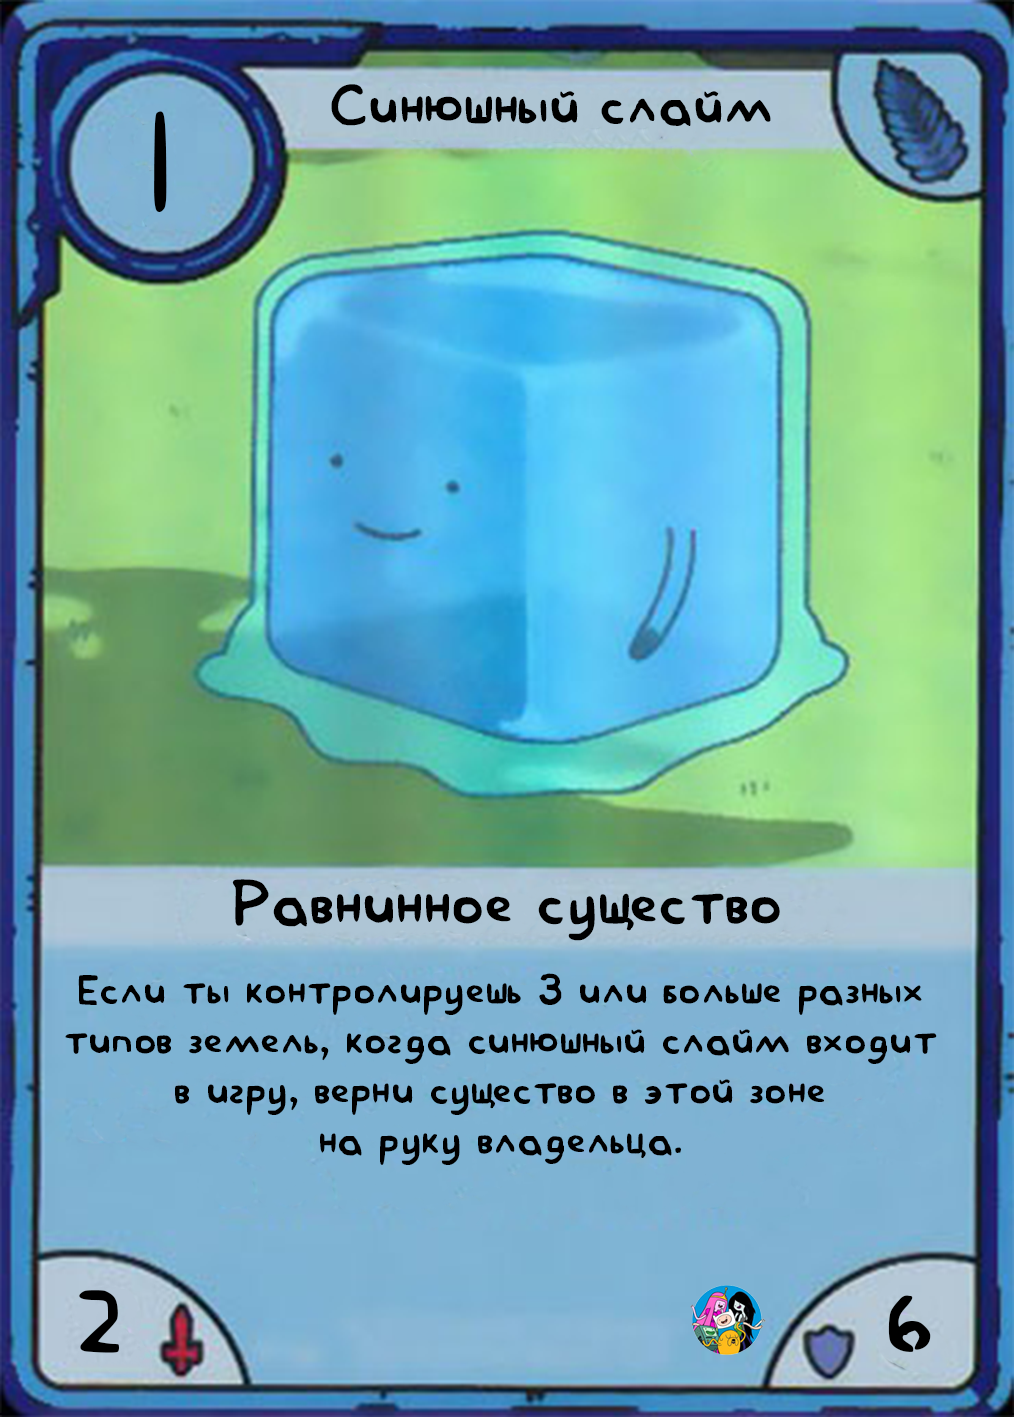 1
Синюшный слайм
Равнинное существо
Если ты контролируешь 3 или больше разных
типов земель, когда синюшный слайм входит
в игру, верни существо в этой зоне
на руку владельца.
2
6